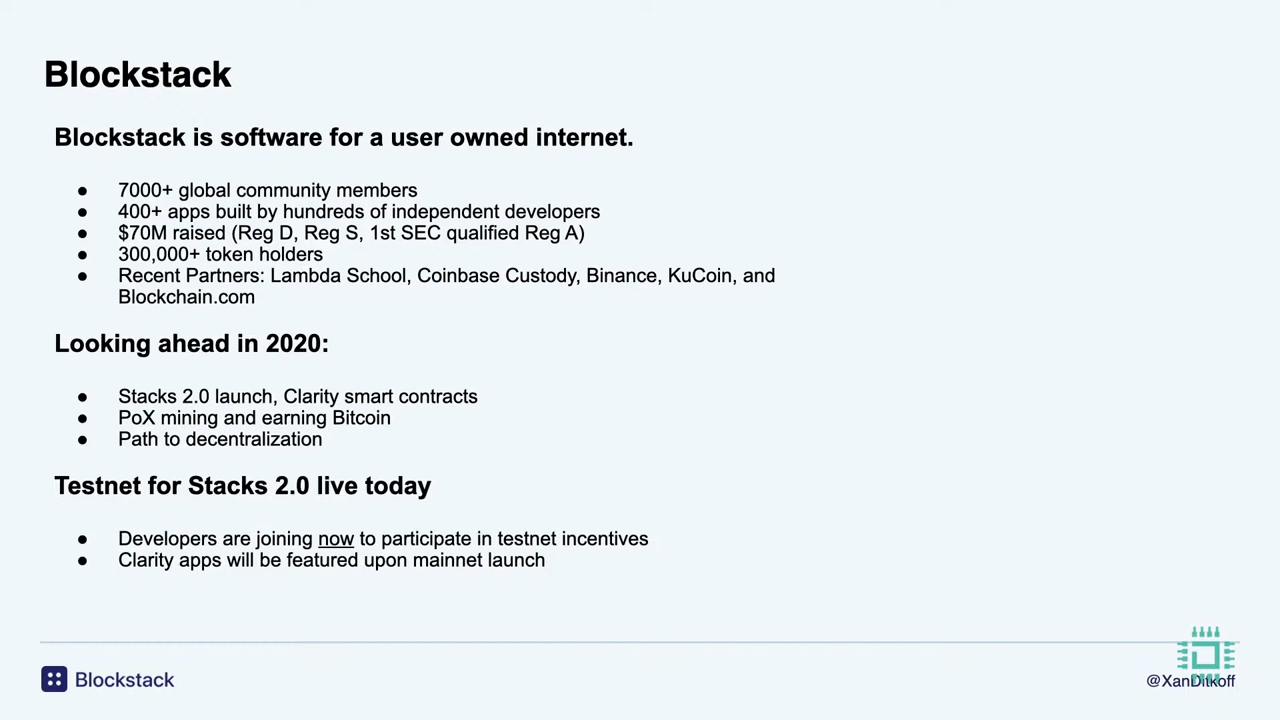 Blockstack
Blockstack is software for a user owned internet.
● 7000+ global community members
● 400+ apps built by hundreds of independent developers
● $70M raised (Reg D, Reg S, 1st SEC qualified Reg A)
● 300,000+ token holders
● Recent Partners: Lambda School, Coinbase Custody, Binance, KuCoin, and
Blockchain.com
Looking ahead in 2020:
● Stacks 2.0 launch, Clarity smart contracts
● PoX mining and earning Bitcoin
● Path to decentralization
Testnet for Stacks 2.0 live today
● Developers are joining now to participate in testnet incentives
● Clarity apps will be featured upon mainnet launch
Blockstack
@XanDitkoff